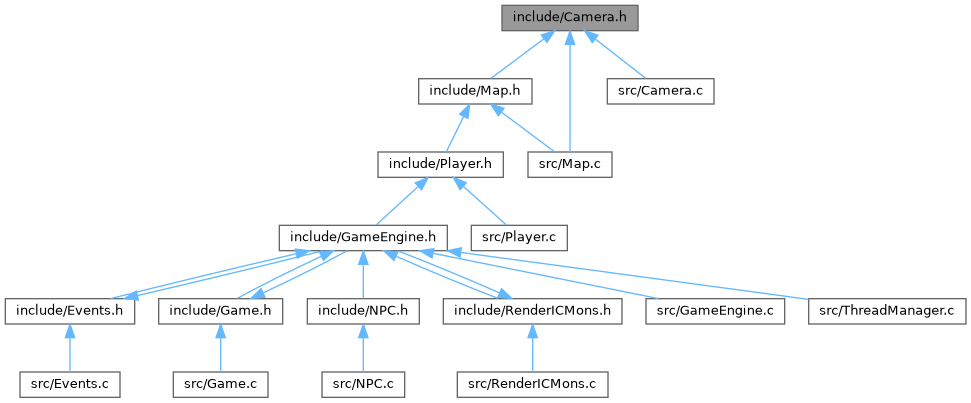 include/Camera.h
include/Map.h
src/Camera.c
include/Player.h
src/Map.c
include/GameEngine.h
src/Player.c
include/Events.h
include/Game.h
include/NPC.h
include/RenderICMons.h
src/GameEngine.c
src/ThreadManager.c
src/Events.c
src/Game.c
src/NPC.c
src/RenderICMons.c